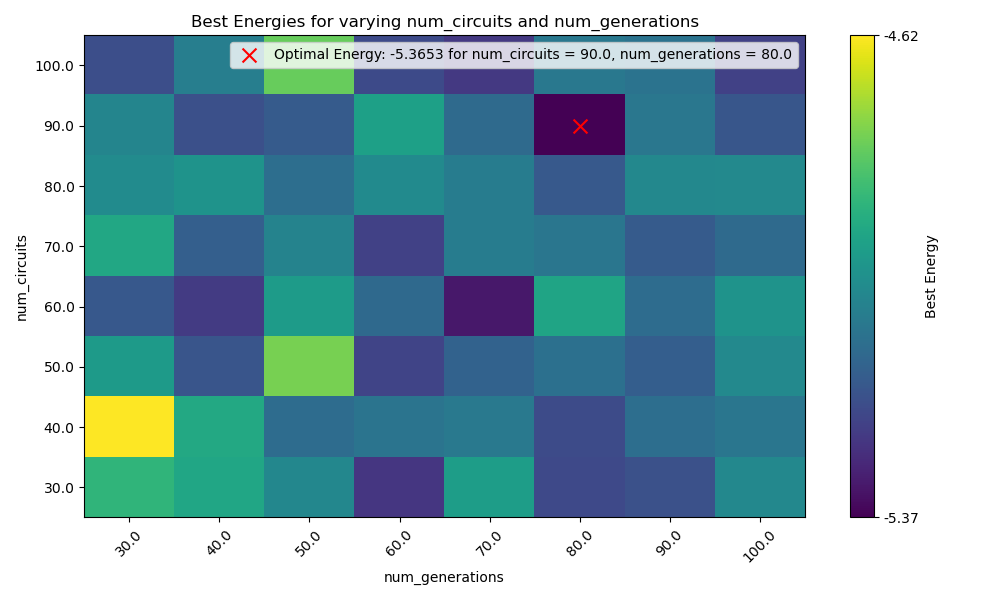 Best Energies for varying num_circuits and num_generations
Optimal Energy: -5.3653 for num_circuits = 90.0, num_generations = 80.0
num_circuits
100.0
90.0
80.0
70.0
60.0
50.0
40.0
30.0
30.0 40.0 50.0 60.0 70.0 80.0 90.0 100.0
num_generations
-4.62
-5.37
Best Energy